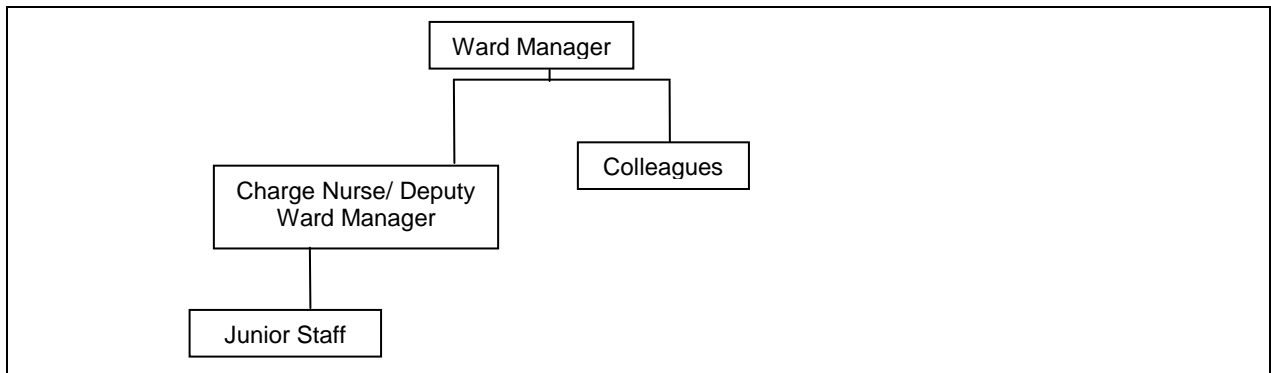 Ward Manager
Colleagues
Charge Nurse/ Deputy
Ward Manager
Junior Staff